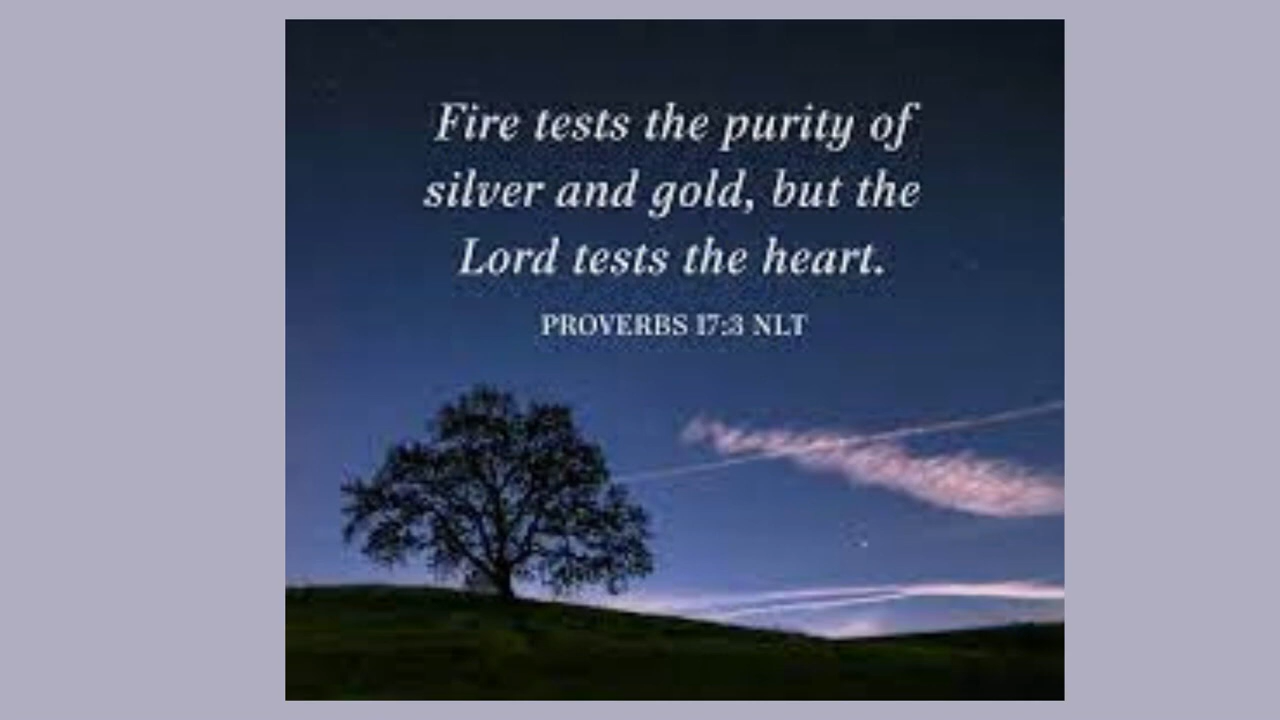 Fire tests the purity of
silver and gold, but the
Lord tests the heart.
PROVERBS 17:3 NLT